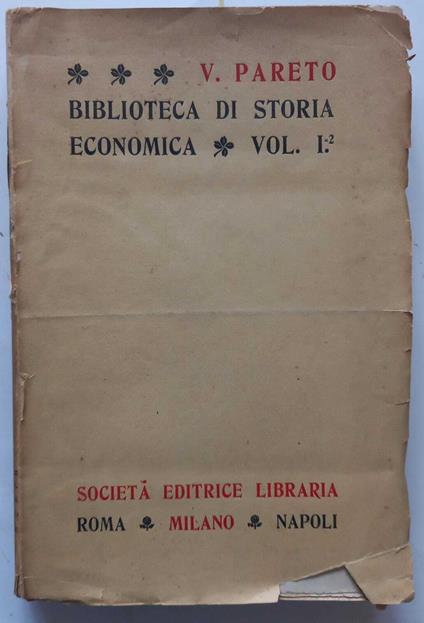 V. PARETO
BIBLIOTECA DI STORIA
ECONOMICA VOL. I:²
SOCIETÀ EDITRICE LIBRARIA
ROMA MILANO NAPOLI